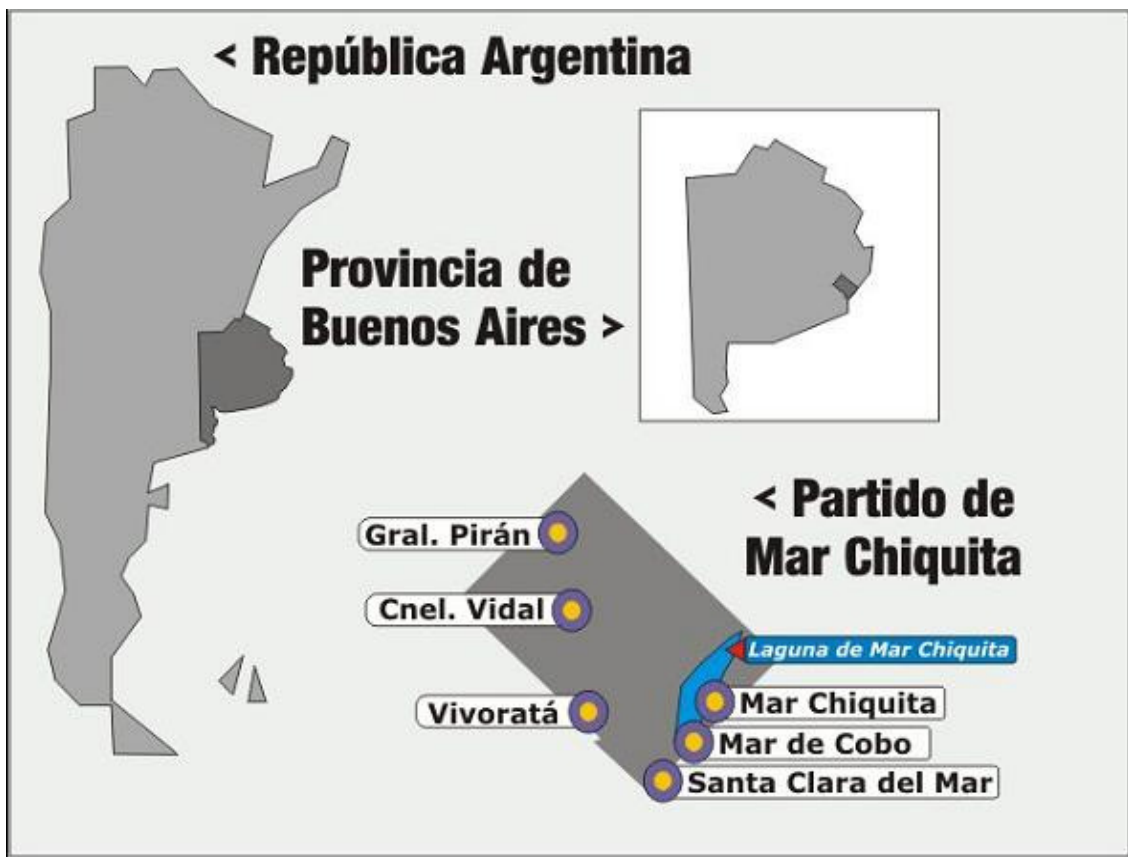 < República Argentina
Provincia de
Buenos Aires >
< Partido de
Mar Chiquita
Gral. Pirán
Cnel. Vidal
Laguna de Mar Chiquita
Mar Chiquita
Vivoratá
Mar de Cobo
Santa Clara del Mar